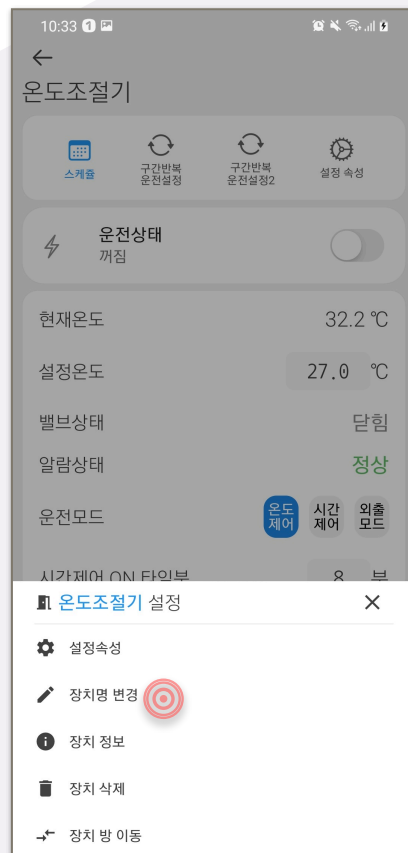 10:33 1
온도조절기
스케쥴
구간반복
운전설정
구간반복
운전설정2
설정 속성
운전상태
꺼짐
현재온도 32.2 ℃
설정온도 27.0 ℃
밸브상태 닫힘
알람상태 정상
운전모드 온도
제어 시간
제어 외출
모드
시간제어 ON 타임부 8 분
온도조절기 설정
설정속성
장치명 변경
장치 정보
장치 삭제
장치 방 이동